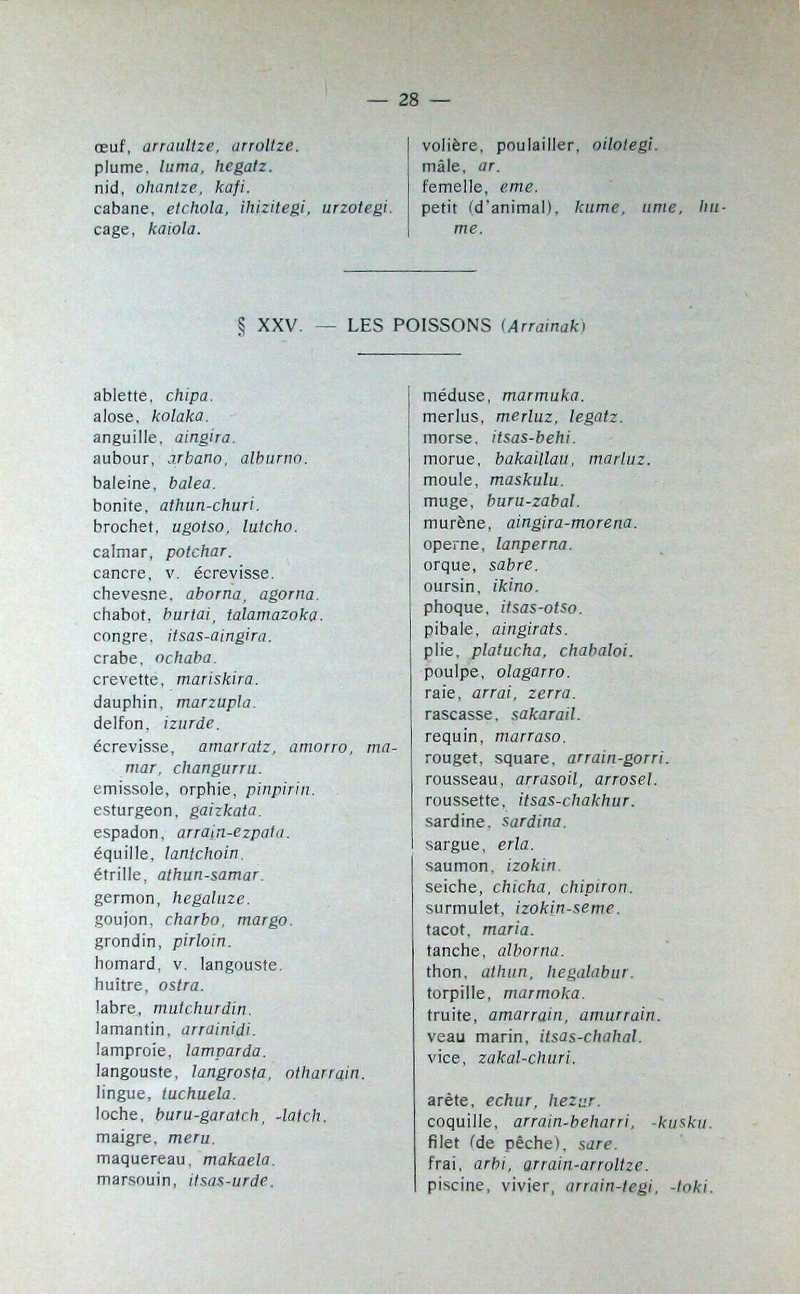 — 28 —
œuf, arraultze, arroltze.
plume, luma, hegatz.
nid, ohantze, kafi.
cabane, etchola, ihizitegi, urzotegi.
cage, kaiola.
volière, poulailler, oilotegi.
mâle, ar.
femelle, eme.
petit (d'animal), kume, ume, hu-
me.
§ XXV. — LES POISSONS (Arrainak)
ablette, chipa.
alose, kolaka.
anguille, aingira.
aubour, arbano, alburno.
baleine, balea.
bonite, athun-churi.
brochet, ugotso, lutcho.
calmar, potchar.
cancre, v. écrevisse.
chevesne, aborna, agorna.
chabot, burtai, talamazoka.
congre, itsas-aingira.
crabe, ochaba.
crevette, mariskira.
dauphin, marzupla.
delfon, izurde.
écrevisse, amarratz, amorro, ma-
mar, changurru.
emissole, orphie, pinpirin.
esturgeon, gaizkata.
espadon, arrain-ezpata.
équille, lantchoin.
étrille, athun-samar.
germon, hegaluze.
goujon, charbo, margo.
grondin, pirloin.
homard, v. langouste.
huître, ostra.
labre, mutchurdin.
lamantin, arrainidi.
lamproie, lamparda.
langouste, langrosta, otharrain.
lingue, tuchuela.
loche, buru-garatch, -latch.
maigre, meru.
maquereau, makaela.
marsouin, itsas-urde.
méduse, marmuka.
merlus, merluz, legatz.
morse, itsas-behi.
morue, bakaillau, marluz.
moule, maskulu.
muge, buru-zabal.
murène, aingira-morena.
operne, lanperna.
orque, sabre.
oursin, ikino.
phoque, itsas-otso.
pibale, aingirats.
plie, platucha, chabaloi.
poulpe, olagarro.
raie, arrai, zerra.
rascasse, sakarail.
requin, marraso.
rouget, square, arrain-gorri.
rousseau, arrasoil, arrosel.
roussette, itsas-chakhur.
sardine, sardina.
sargue, erla.
saumon, izokin.
seiche, chicha, chipiron.
surmulet, izokin-seme.
tacot, maria.
tanche, alborna.
thon, athun, hegalabur.
torpille, marmoka.
truite, amarrain, amurrain.
veau marin, itsas-chahal.
vice, zakal-churi.
arête, echur, hezur.
coquille, arrain-beharri, -kusku.
filet (de pêche), sare.
frai, arbi, arrain-arroltze.
piscine, vivier, arrain-tegi, -toki.